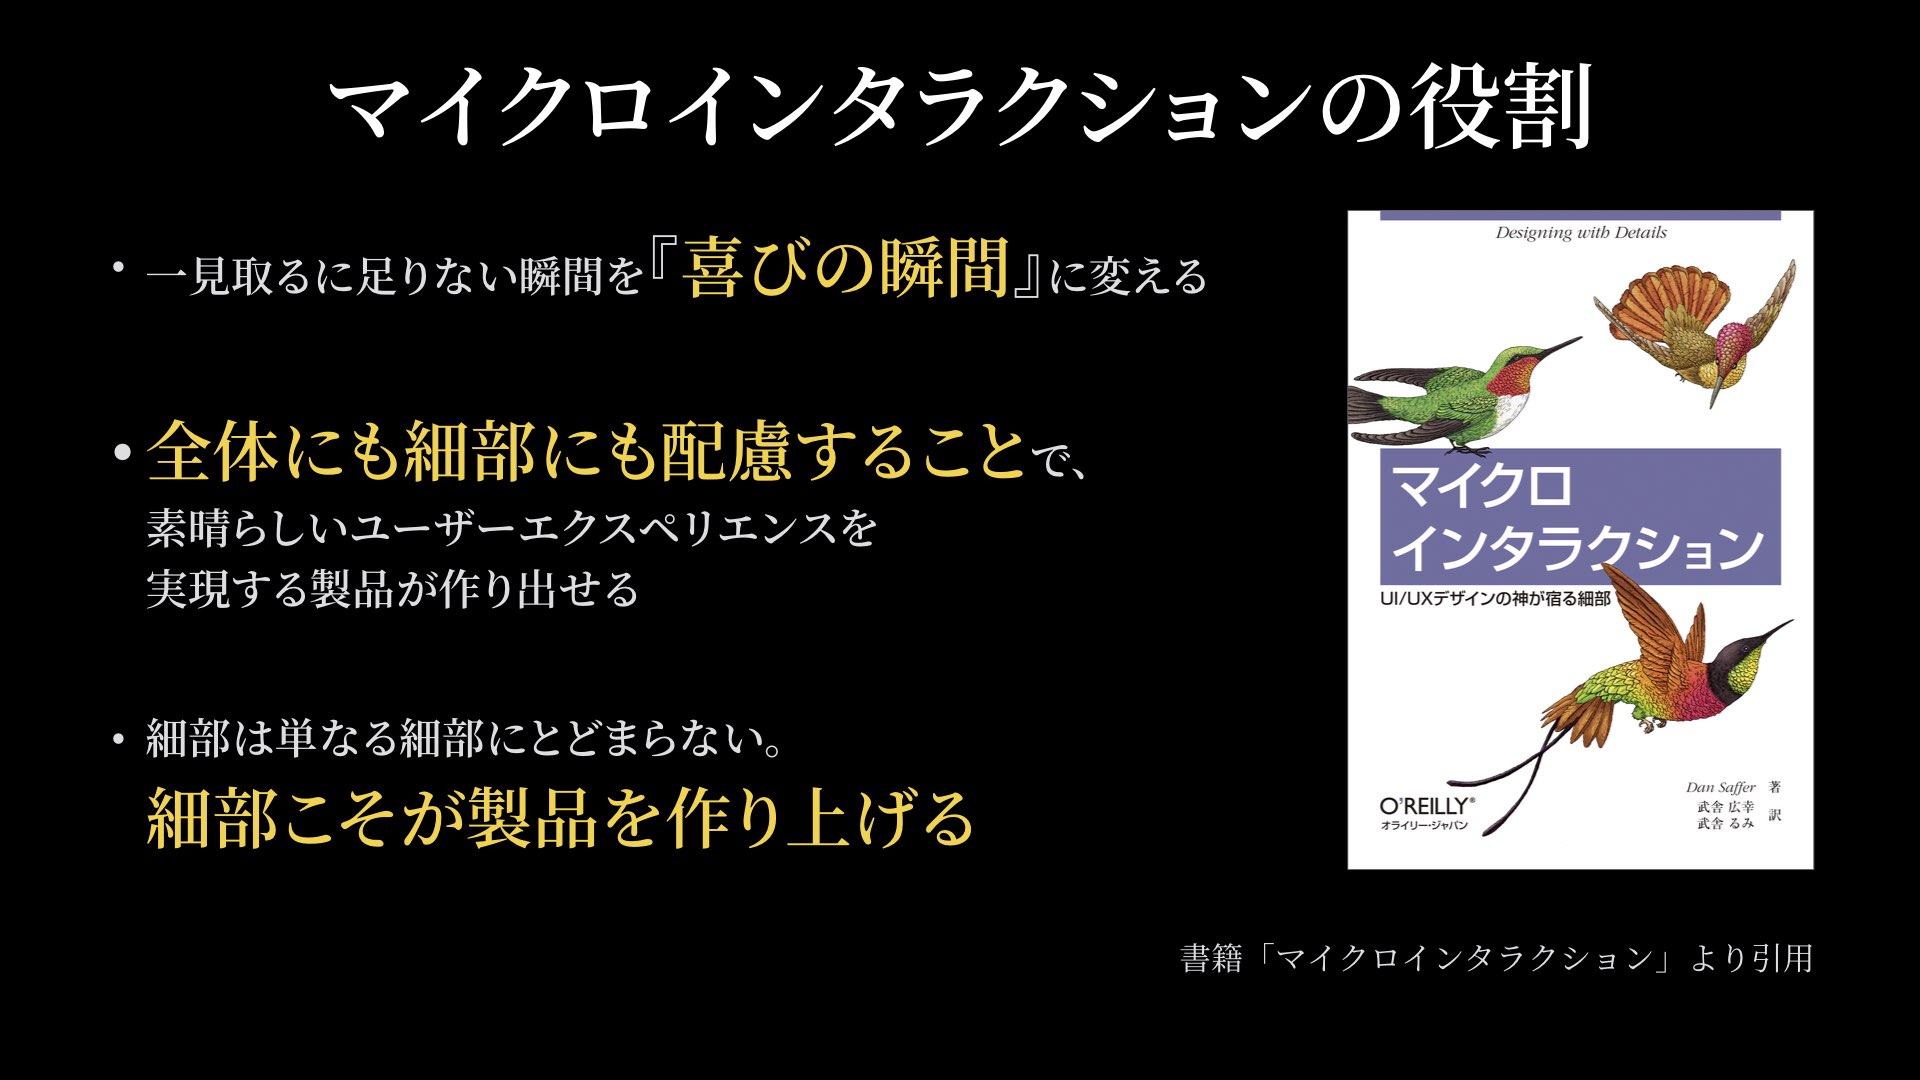 マイクロインタラクションの役割
• 一見取るに足りない瞬間を『喜びの瞬間』に変える
• 全体にも細部にも配慮することで、
素晴らしいユーザーエクスペリエンスを
実現する製品が作り出せる
• 細部は単なる細部にとどまらない。
細部こそが製品を作り上げる
Designing with Details
マイクロ
インタラクション
UI/UXデザインの神が宿る細部
Dan Saffer 著
武舎 広幸
武舎 るみ 訳
O'REILLY®
オライリー・ジャパン
書籍「マイクロインタラクション」より引用